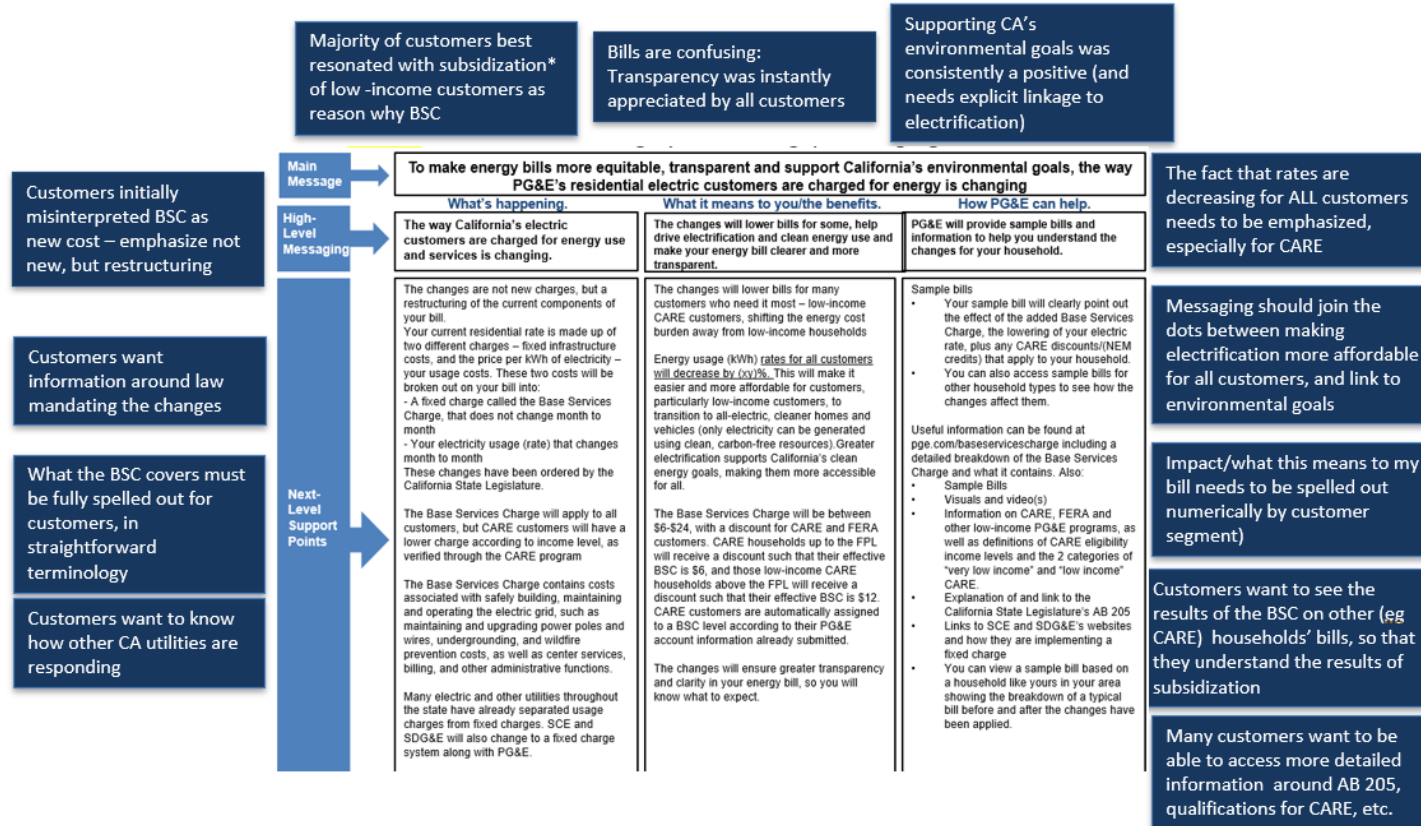 Majority of customers best
resonated with subsidization*
of low -income customers as
reason why BSC
Bills are confusing:
Transparency was instantly
appreciated by all customers
Supporting CA's
environmental goals was
consistently a positive (and
needs explicit linkage to
electrification)
Customers initially
misinterpreted BSC as
new cost – emphasize not
new, but restructuring
Customers want
information around law
mandating the changes
What the BSC covers must
be fully spelled out for
customers, in
straightforward
terminology
Customers want to know
how other CA utilities are
responding
Main
Message
To make energy bills more equitable, transparent and support California's environmental goals, the way
PG&E's residential electric customers are charged for energy is changing
What's happening.
What it means to you/the benefits.
How PG&E can help.
High-
Level
Messaging
The way California's electric
customers are charged for energy use
and services is changing.
The changes will lower bills for some, help
drive electrification and clean energy use and
make your energy bill clearer and more
transparent.
PG&E will provide sample bills and
information to help you understand the
changes for your household.
Next-
Level
Support
Points
The changes are not new charges, but a
restructuring of the current components of
your bill.
Your current residential rate is made up of
two different charges – fixed infrastructure
costs, and the price per kWh of electricity –
your usage costs. These two costs will be
broken out on your bill into:
- A fixed charge called the Base Services
Charge, that does not change month to
month
- Your electricity usage (rate) that changes
month to month
These changes have been ordered by the
California State Legislature.
The Base Services Charge will apply to all
customers, but CARE customers will have a
lower charge according to income level, as
verified through the CARE program
The Base Services Charge contains costs
associated with safely building, maintaining
and operating the electric grid, such as
maintaining and upgrading power poles and
wires, undergrounding, and wildfire
prevention costs, as well as center services,
billing, and other administrative functions.
Many electric and other utilities throughout
the state have already separated usage
charges from fixed charges. SCE and
SDG&E will also change to a fixed charge
system along with PG&E.
The changes will lower bills for many
customers who need it most – low-income
CARE customers, shifting the energy cost
burden away from low-income households
Energy usage (kWh) rates for all customers
will decrease by (xy)%. This will make it
easier and more affordable for customers,
particularly low-income customers, to
transition to all-electric, cleaner homes and
vehicles (only electricity can be generated
using clean, carbon-free resources).Greater
electrification supports California's clean
energy goals, making them more accessible
for all.
The Base Services Charge will be between
$6-$24, with a discount for CARE and FERA
customers. CARE households up to the FPL
will receive a discount such that their effective
BSC is $6, and those low-income CARE
households above the FPL will receive a
discount such that their effective BSC is $12.
CARE customers are automatically assigned
to a BSC level according to their PG&E
account information already submitted.
The changes will ensure greater transparency
and clarity in your energy bill, so you will
know what to expect.
Sample bills
• Your sample bill will clearly point out
the effect of the added Base Services
Charge, the lowering of your electric
rate, plus any CARE discounts/(NEM
credits) that apply to your household.
• You can also access sample bills for
other household types to see how the
changes affect them.
Useful information can be found at
pge.com/baseservicescharge including a
detailed breakdown of the Base Services
Charge and what it contains. Also:
• Sample Bills
• Visuals and video(s)
• Information on CARE, FERA and
other low-income PG&E programs, as
well as definitions of CARE eligibility
income levels and the 2 categories of
"very low income" and "low income"
CARE.
• Explanation of and link to the
California State Legislature's AB 205
• Links to SCE and SDG&E's websites
and how they are implementing a
fixed charge
• You can view a sample bill based on
a household like yours in your area
showing the breakdown of a typical
bill before and after the changes have
been applied.
The fact that rates are
decreasing for ALL customers
needs to be emphasized,
especially for CARE
Messaging should join the
dots between making
electrification more affordable
for all customers, and link to
environmental goals
Impact/what this means to my
bill needs to be spelled out
numerically by customer
segment)
Customers want to see the
results of the BSC on other (eg
CARE) households' bills, so that
they understand the results of
subsidization
Many customers want to be
able to access more detailed
information around AB 205,
qualifications for CARE, etc.